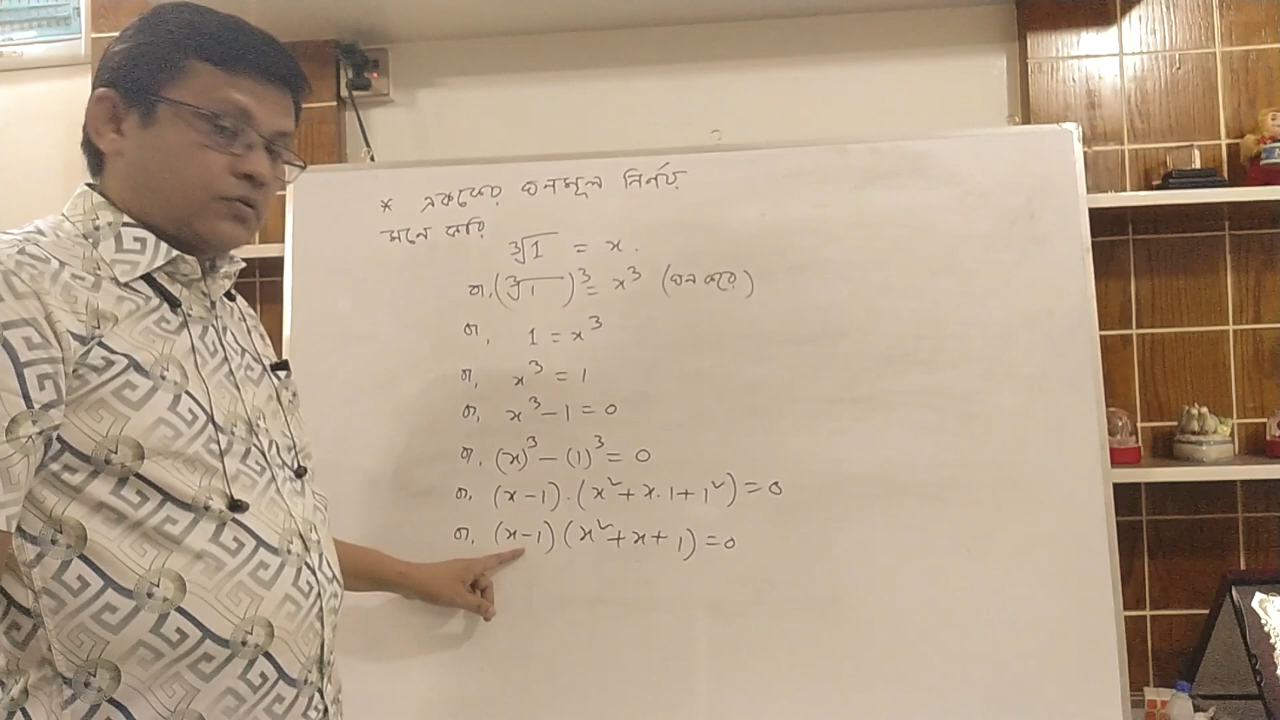 * এককের ঘনমূল নির্ণয়
মনে করি
∛1 = x.
বা, (∛1)³ = x³ (ঘন করে)
বা, 1 = x³
বা, x³ = 1
বা, x³ - 1 = 0
বা, (x)³ - (1)³ = 0
বা, (x-1).(x²+x.1+1²) = 0
বা, (x-1)(x²+x+1) = 0